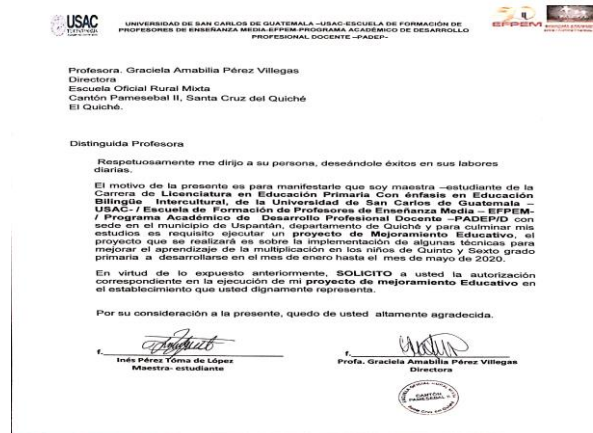 USAC
UNIVERSIDAD DE SAN CARLOS DE GUATEMALA –USAC-ESCUELA DE FORMACIÓN DE
PROFESORES DE ENSEÑANZA MEDIA-EFPEM-PROGRAMA ACADÉMICO DE DESARROLLO
PROFESIONAL DOCENTE –PADEP-
EFPEM
Profesora. Graciela Amabilia Pérez Villegas
Directora
Escuela Oficial Rural Mixta
Cantón Pamesebal II, Santa Cruz del Quiché
El Quiché.
Distinguida Profesora
Respetuosamente me dirijo a su persona, deseándole éxitos en sus labores
diarias.
El motivo de la presente es para manifestarle que soy maestra –estudiante de la
Carrera de Licenciatura en Educación Primaria Con énfasis en Educación
Bilingüe Intercultural, de la Universidad de San Carlos de Guatemala –
USAC- / Escuela de Formación de Profesores de Enseñanza Media – EFPEM-
/ Programa Académico de Desarrollo Profesional Docente –PADEP/D con
sede en el municipio de Uspantán, departamento de Quiché y para culminar mis
estudios es requisito ejecutar un proyecto de Mejoramiento Educativo, el
proyecto que se realizará es sobre la implementación de algunas técnicas para
mejorar el aprendizaje de la multiplicación en los niños de Quinto y Sexto grado
primaria a desarrollarse en el mes de enero hasta el mes de mayo de 2020.
En virtud de lo expuesto anteriormente, SOLICITO a usted la autorización
correspondiente en la ejecución de mi proyecto de mejoramiento Educativo en
el establecimiento que usted dignamente representa.
Por su consideración a la presente, quedo de usted altamente agradecida.
f.
Inés Pérez Toma de López
Maestra- estudiante
f.
Profa. Graciela Amabilia Pérez Villegas
Directora
CANTÓN
PAMESEBAL II